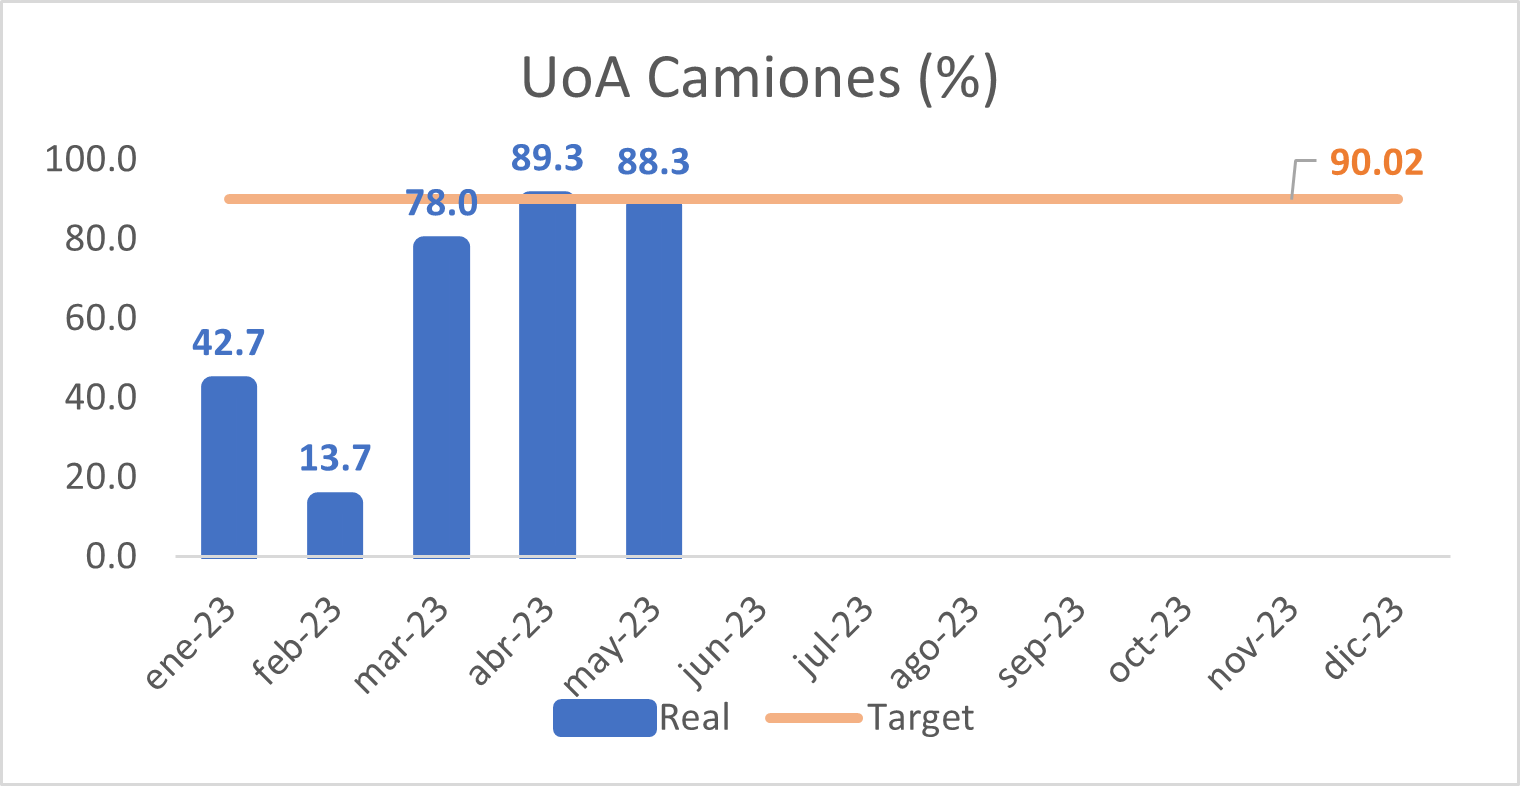 UoA Camiones (%)
100.0
80.0
60.0
40.0
20.0
0.0
42.7
13.7
78.0
89.3
88.3
90.02
ene-23
feb-23
mar-23
abr-23
may-23
jun-23
jul-23
ago-23
sep-23
oct-23
nov-23
dic-23
Real
Target